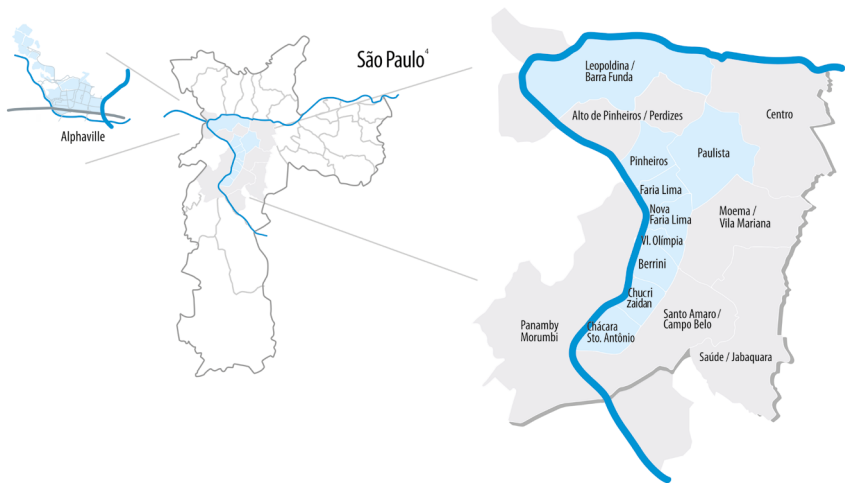 São Paulo⁴
Alphaville
Leopoldina /
Barra Funda
Alto de Pinheiros / Perdizes
Centro
Pinheiros
Paulista
Faria Lima
Nova
Faria Lima
Moema /
Vila Mariana
Vl. Olímpia
Berrini
Chucri
Zaidan
Santo Amaro /
Campo Belo
Panamby
Morumbi
Chácara
Sto. Antônio
Saúde / Jabaquara